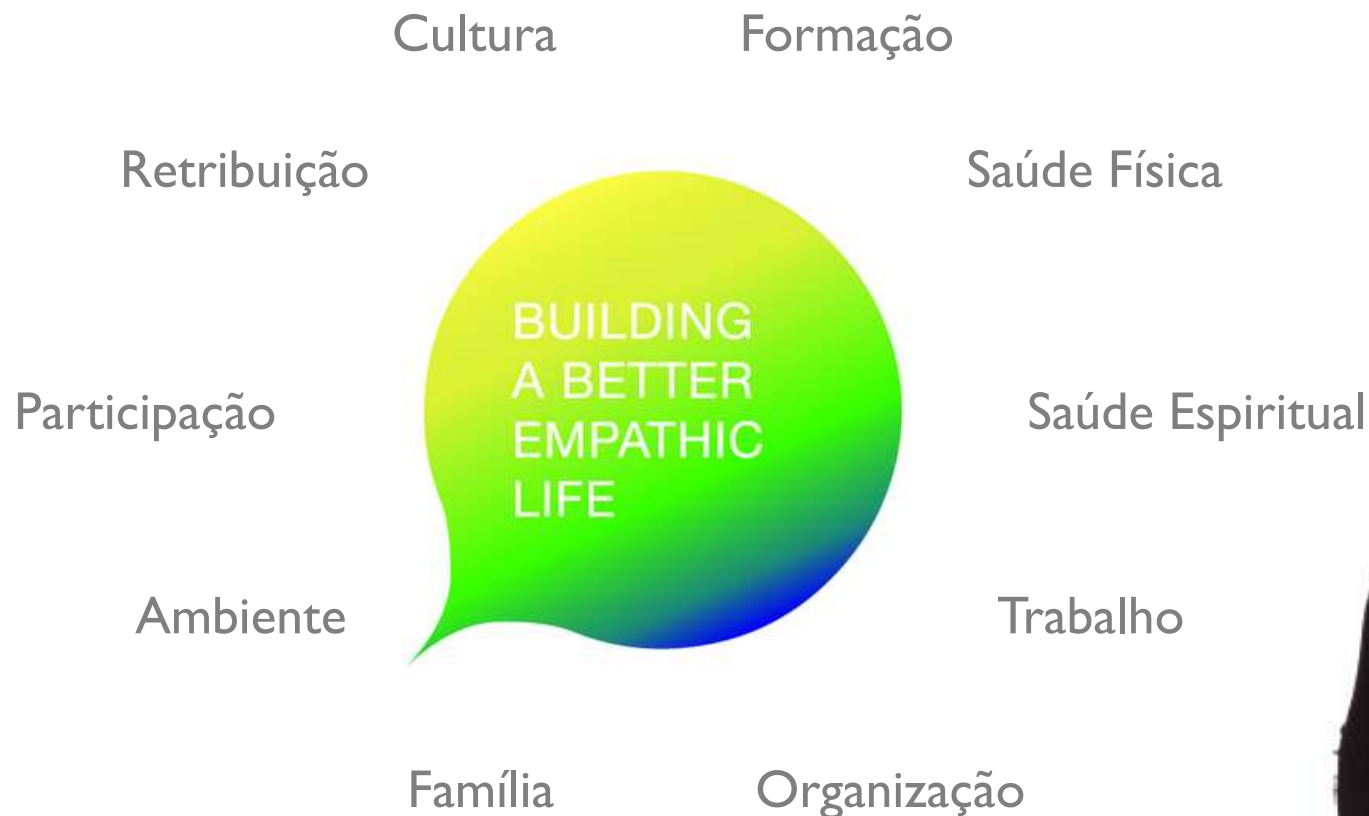 Cultura
Formação
Retribuição
Saúde Física
BUILDING
A BETTER
EMPATHIC
LIFE
Participação
Saúde Espiritual
Ambiente
Trabalho
Família
Organização